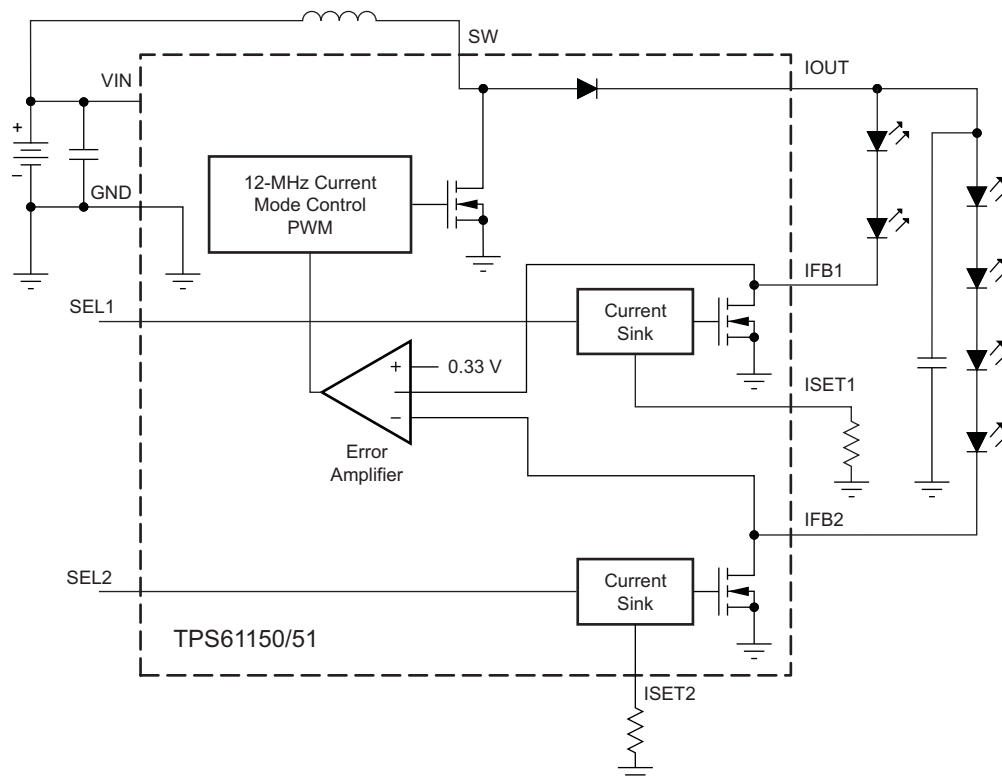 SW
IOUT
VIN
+
−
12-MHz Current
Mode Control
PWM
GND
IFB1
SEL1
Current
Sink
+
0.33 V
−
ISET1
Error
Amplifier
IFB2
SEL2
Current
Sink
TPS61150/51
ISET2